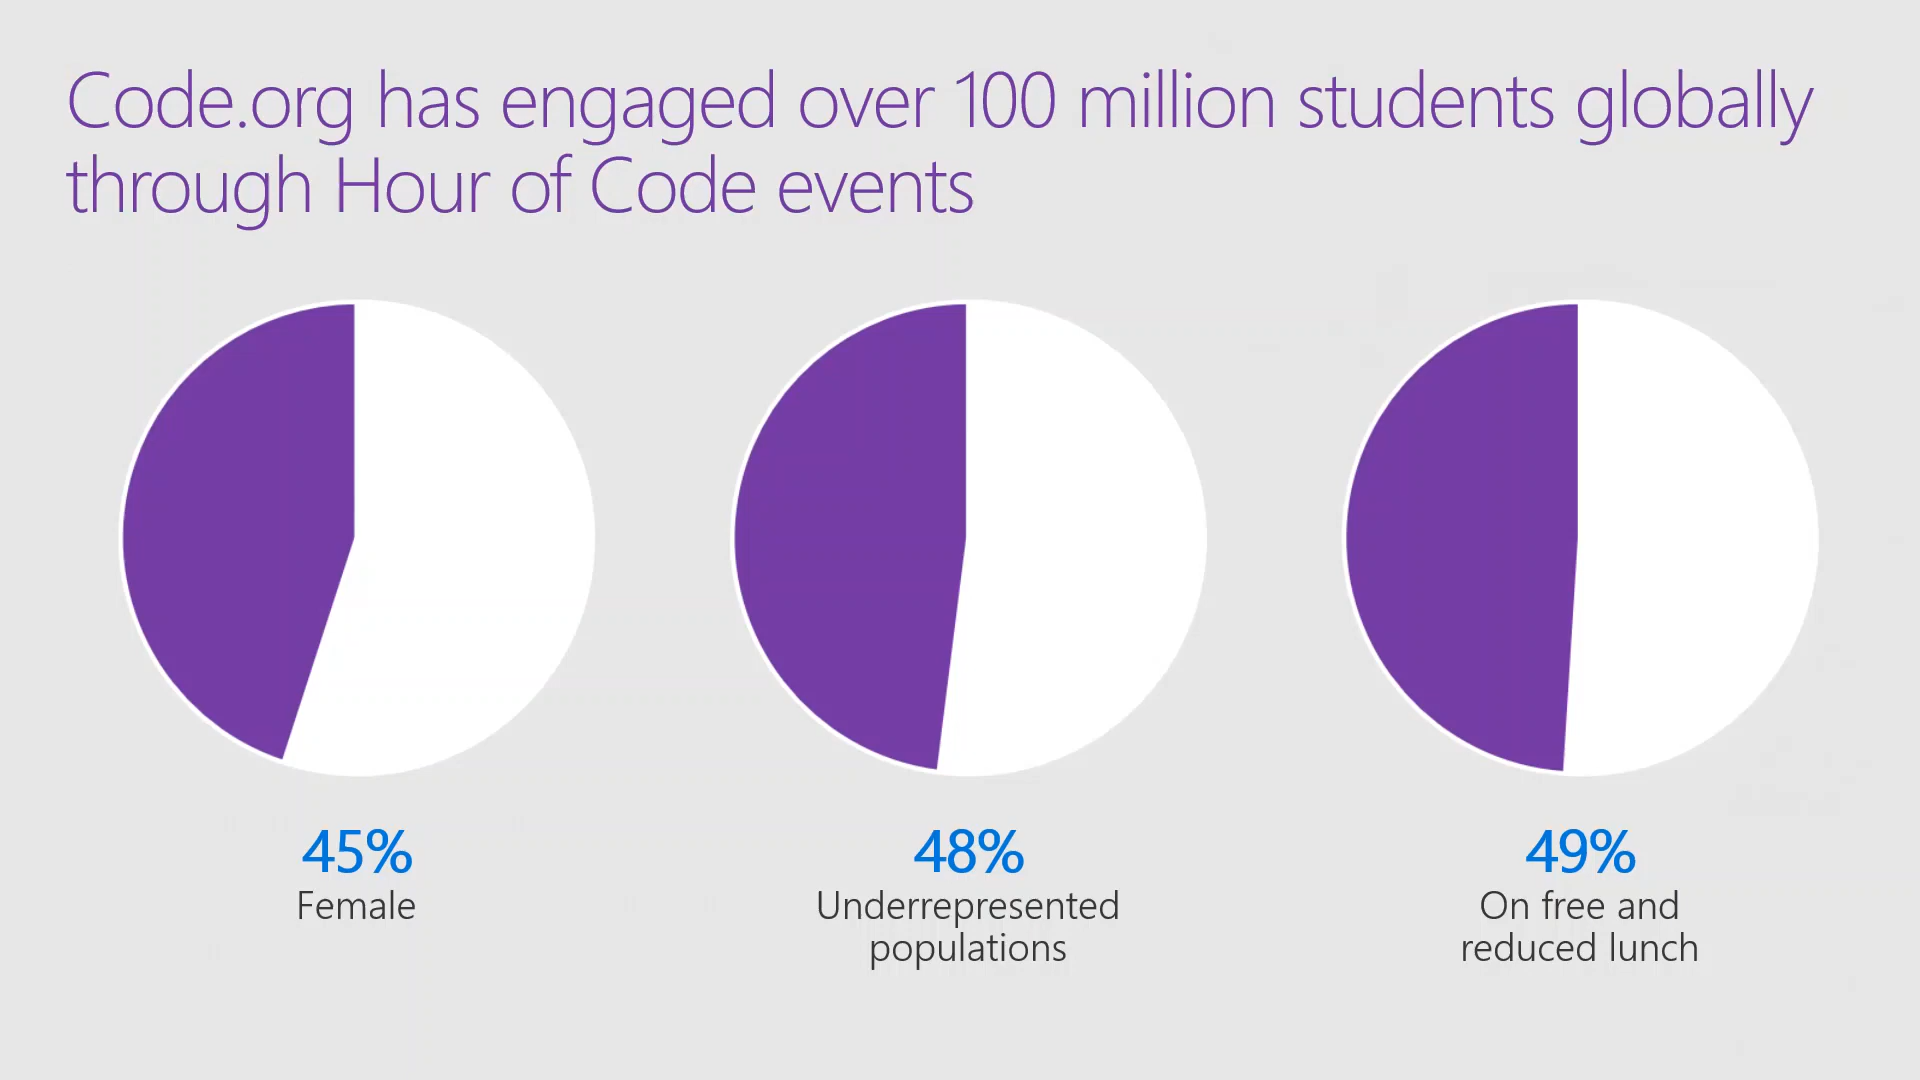 Code.org has engaged over 100 million students globally
through Hour of Code events
45%
Female
48%
Underrepresented
populations
49%
On free and
reduced lunch